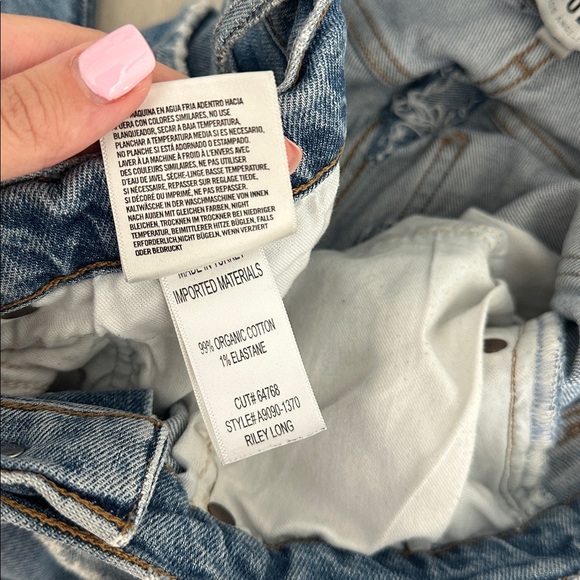 MÁQUINA EN AGUA FRIA ADENTRO HACIA
FUERA CON COLORES SIMILARES, NO USE
BLANQUEADOR, SECAR A BAJA TEMPERATURA,
PLANCHAR A TEMPERATURA MEDIA SI ES NECESARIO,
NO PLANCHE SI ESTÁ ADORNADO O ESTAMPADO.
LAVER À LA MACHINE À FROID À L'ENVERS AVEC
DES COULEURS SIMILAIRES, NE PAS UTILISER
D'EAU DE JAVEL, SÈCHE-LINGE BASSE TEMPÉRATURE,
SI NÉCESSAIRE, REPASSER SUR RÉGLAGE TIEDE,
SI DÉCORÉ OU IMPRIMÉ, NE PAS REPASSER.
KALTWÄSCHE IN DER WASCHMASCHINE VON INNEN
NACH AUßEN MIT GLEICHEN FARBEN, NICHT
BLEICHEN, TROCKNEN IM TROCKNER BEI NIEDRIGER
TEMPERATUR, BEI MITTLERER HITZE BÜGELN, FALLS
ERFORDERLICH, NICHT BÜGELN, WENN VERZIERT
ODER BEDRUCKT
MADE IN TURKEY
IMPORTED MATERIALS
99% ORGANIC COTTON
1% ELASTANE
CUT# 64768
STYLE# A9090-1370
RILEY LONG